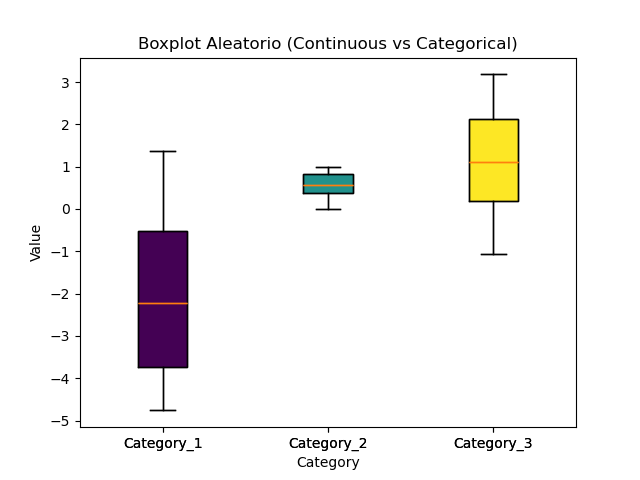 Boxplot Aleatorio (Continuous vs Categorical)
3
2
1
0
−1
−2
−3
−4
−5
Value
Category_1 Category_2 Category_3
Category